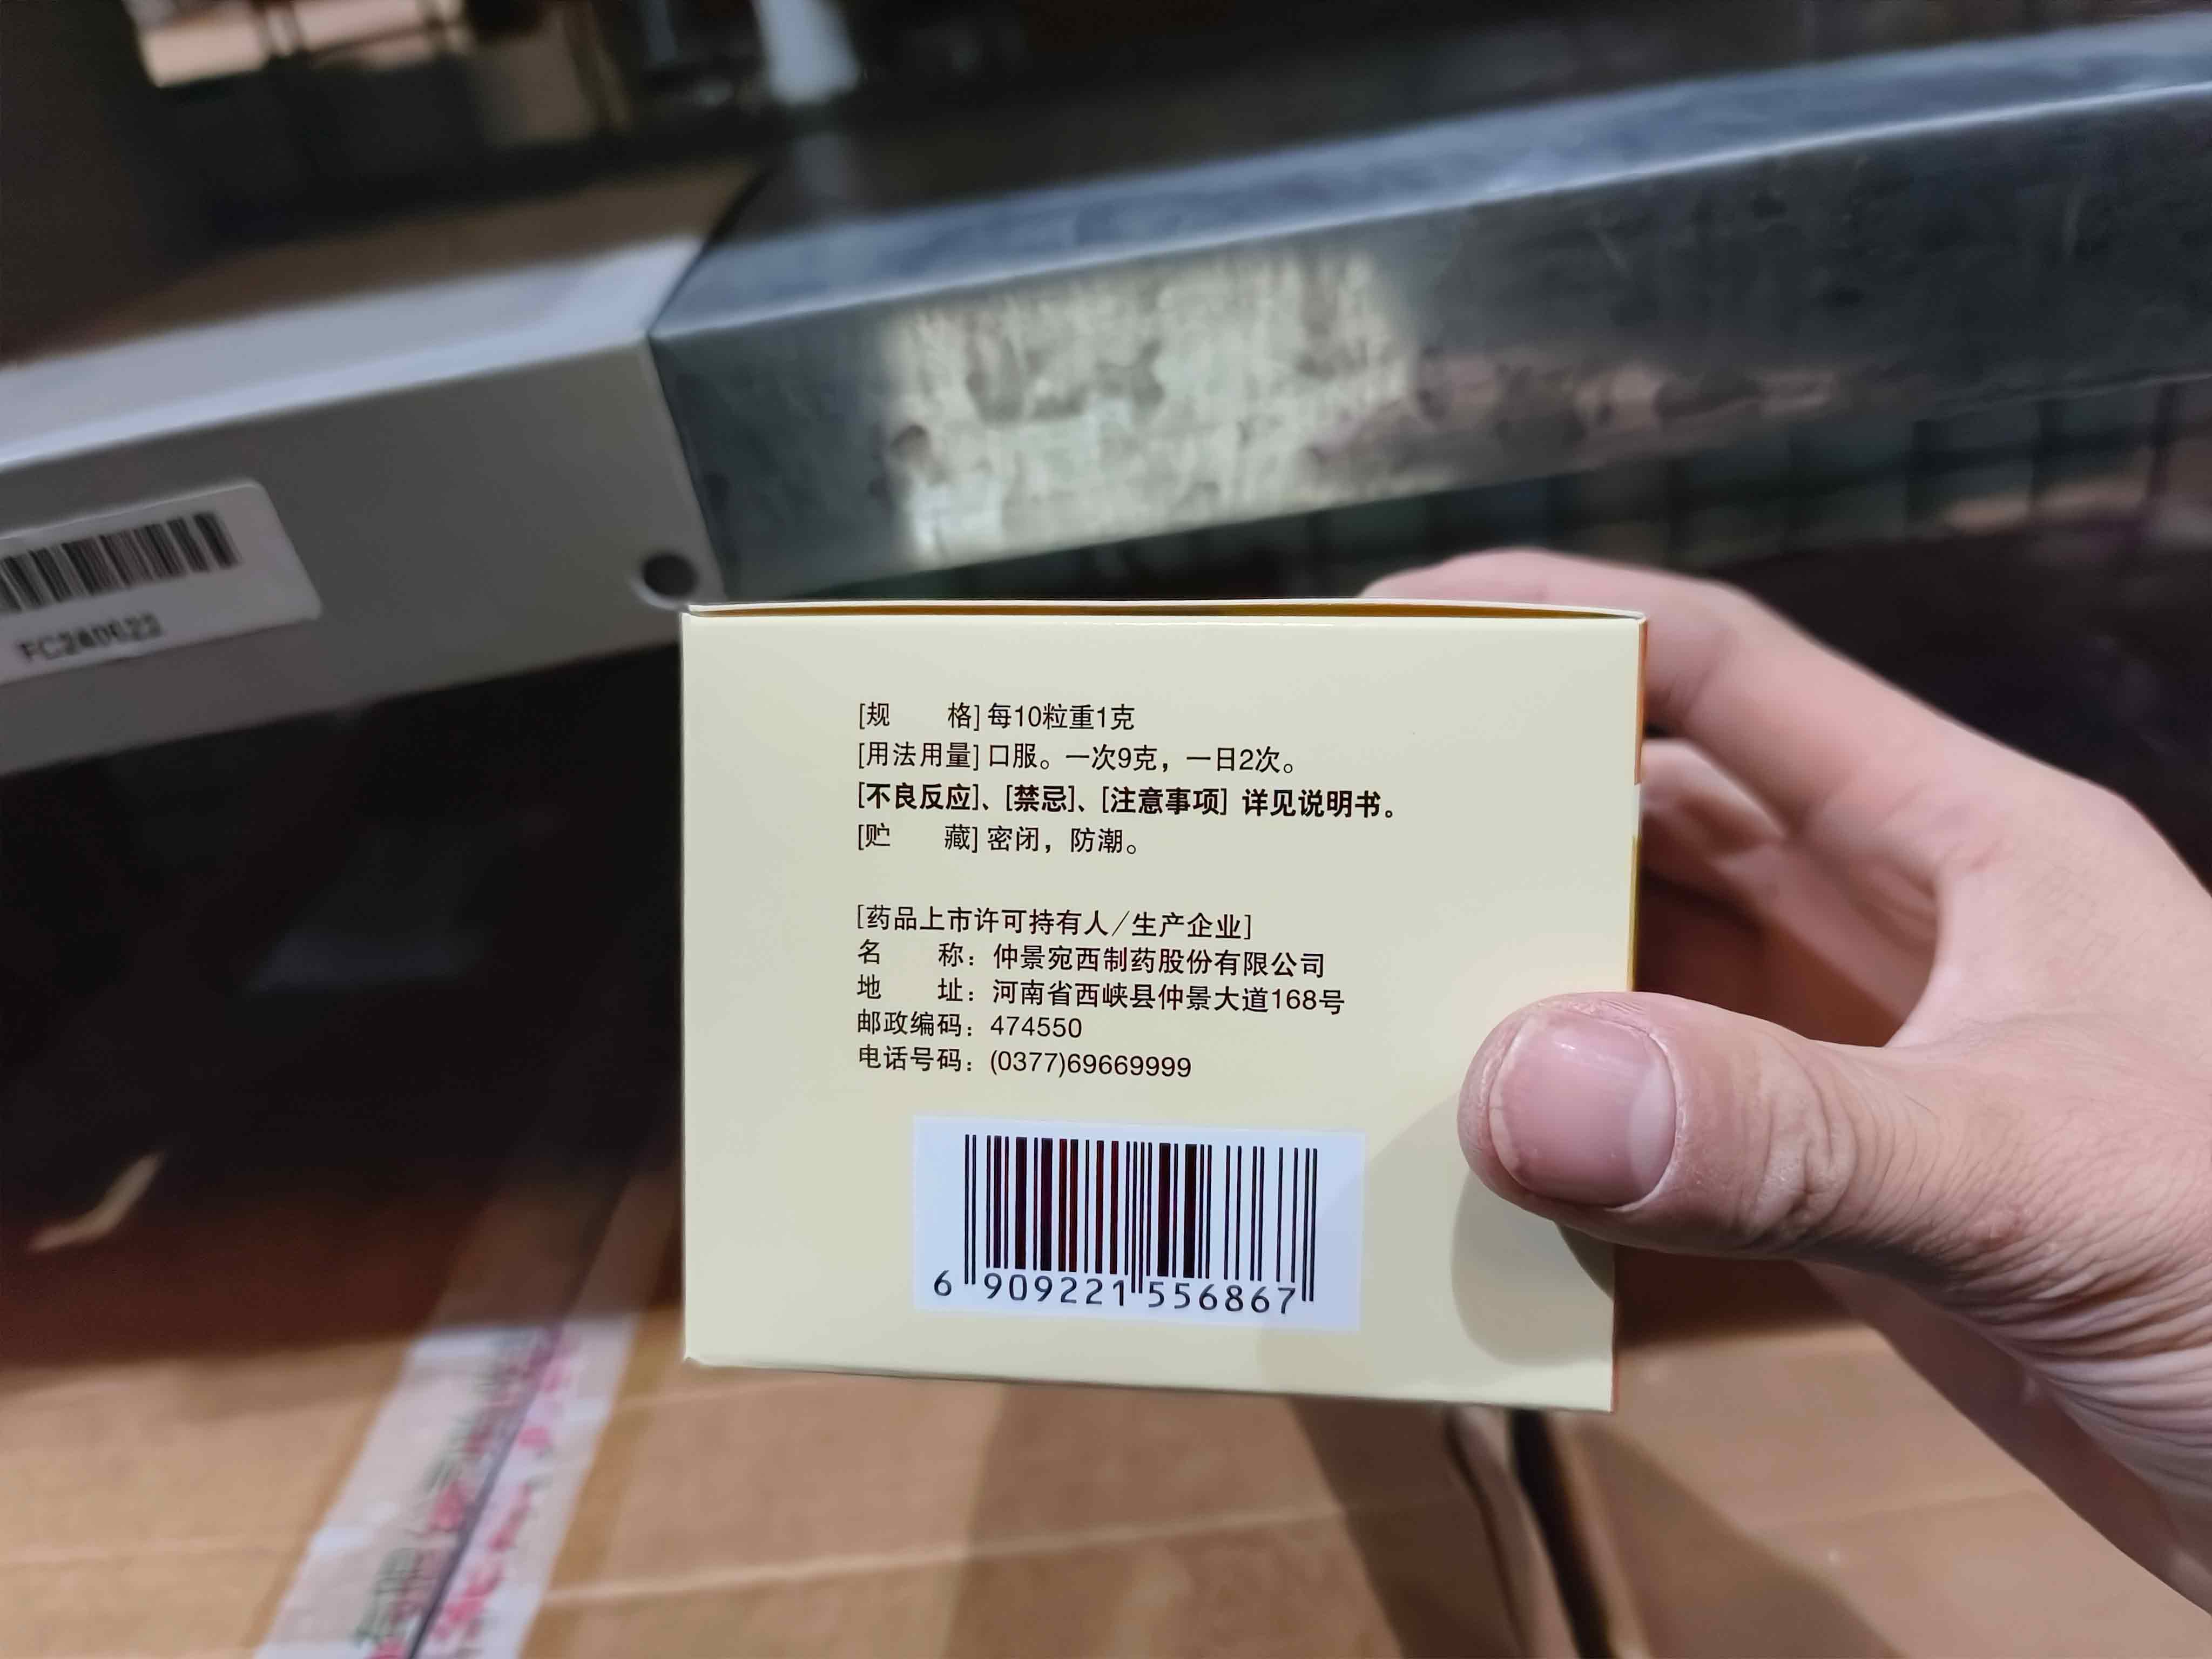 [规 格]每10粒重1克
[用法用量]口服。一次9克，一日2次。
[不良反应]、[禁忌]、[注意事项] 详见说明书。
[贮 藏]密闭，防潮。
[药品上市许可持有人/生产企业]
名 称：仲景宛西制药股份有限公司
地 址：河南省西峡县仲景大道168号
邮政编码：474550
电话号码：(0377)69669999
6 909221 556867